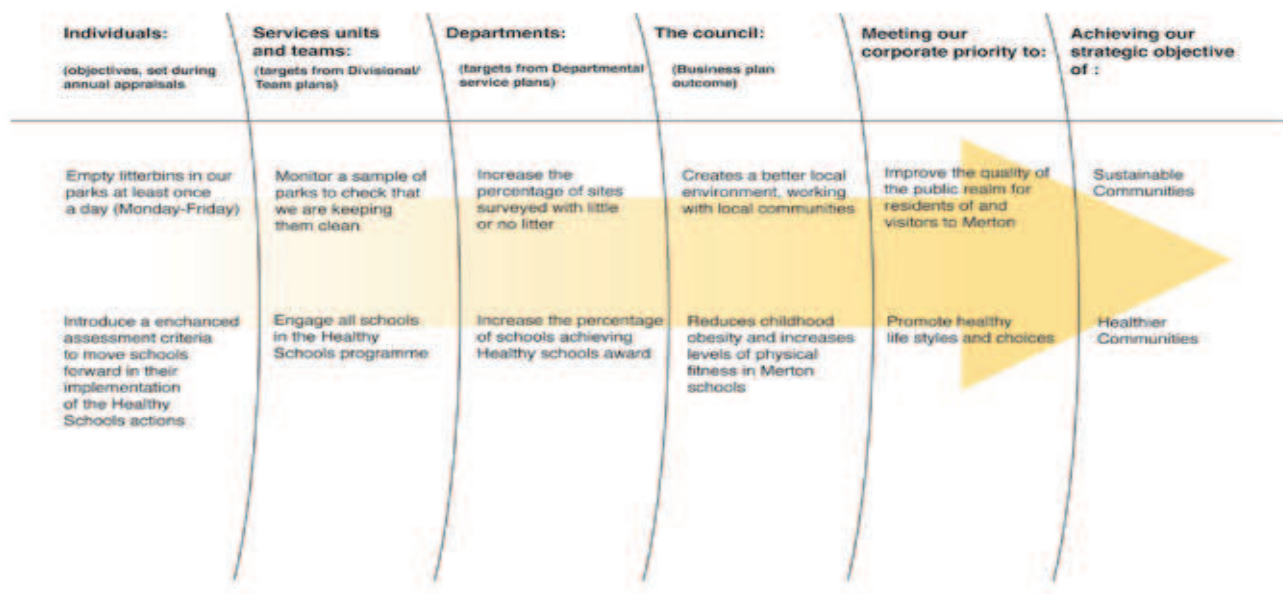 Individuals:
(objectives, set during
annual appraisals
Services units
and teams:
(targets from Divisional/
Team plans)
Departments:
(targets from Departmental
service plans)
The council:
(Business plan
outcome)
Meeting our
corporate priority to:
Achieving our
strategic objective
of :
Empty litterbins in our
parks at least once
a day (Monday-Friday)
Monitor a sample of
parks to check that
we are keeping
them clean
Increase the
percentage of sites
surveyed with little
or no litter
Creates a better local
environment, working
with local communities
Improve the quality of
the public realm for
residents of and
visitors to Merton
Sustainable
Communities
Introduce a enchanced
assessment criteria
to move schools
forward in their
implementation
of the Healthy
Schools actions
Engage all schools
in the Healthy
Schools programme
Increase the percentage
of schools achieving
Healthy schools award
Reduces childhood
obesity and increases
levels of physical
fitness in Merton
schools
Promote healthy
life styles and choices
Healthier
Communities